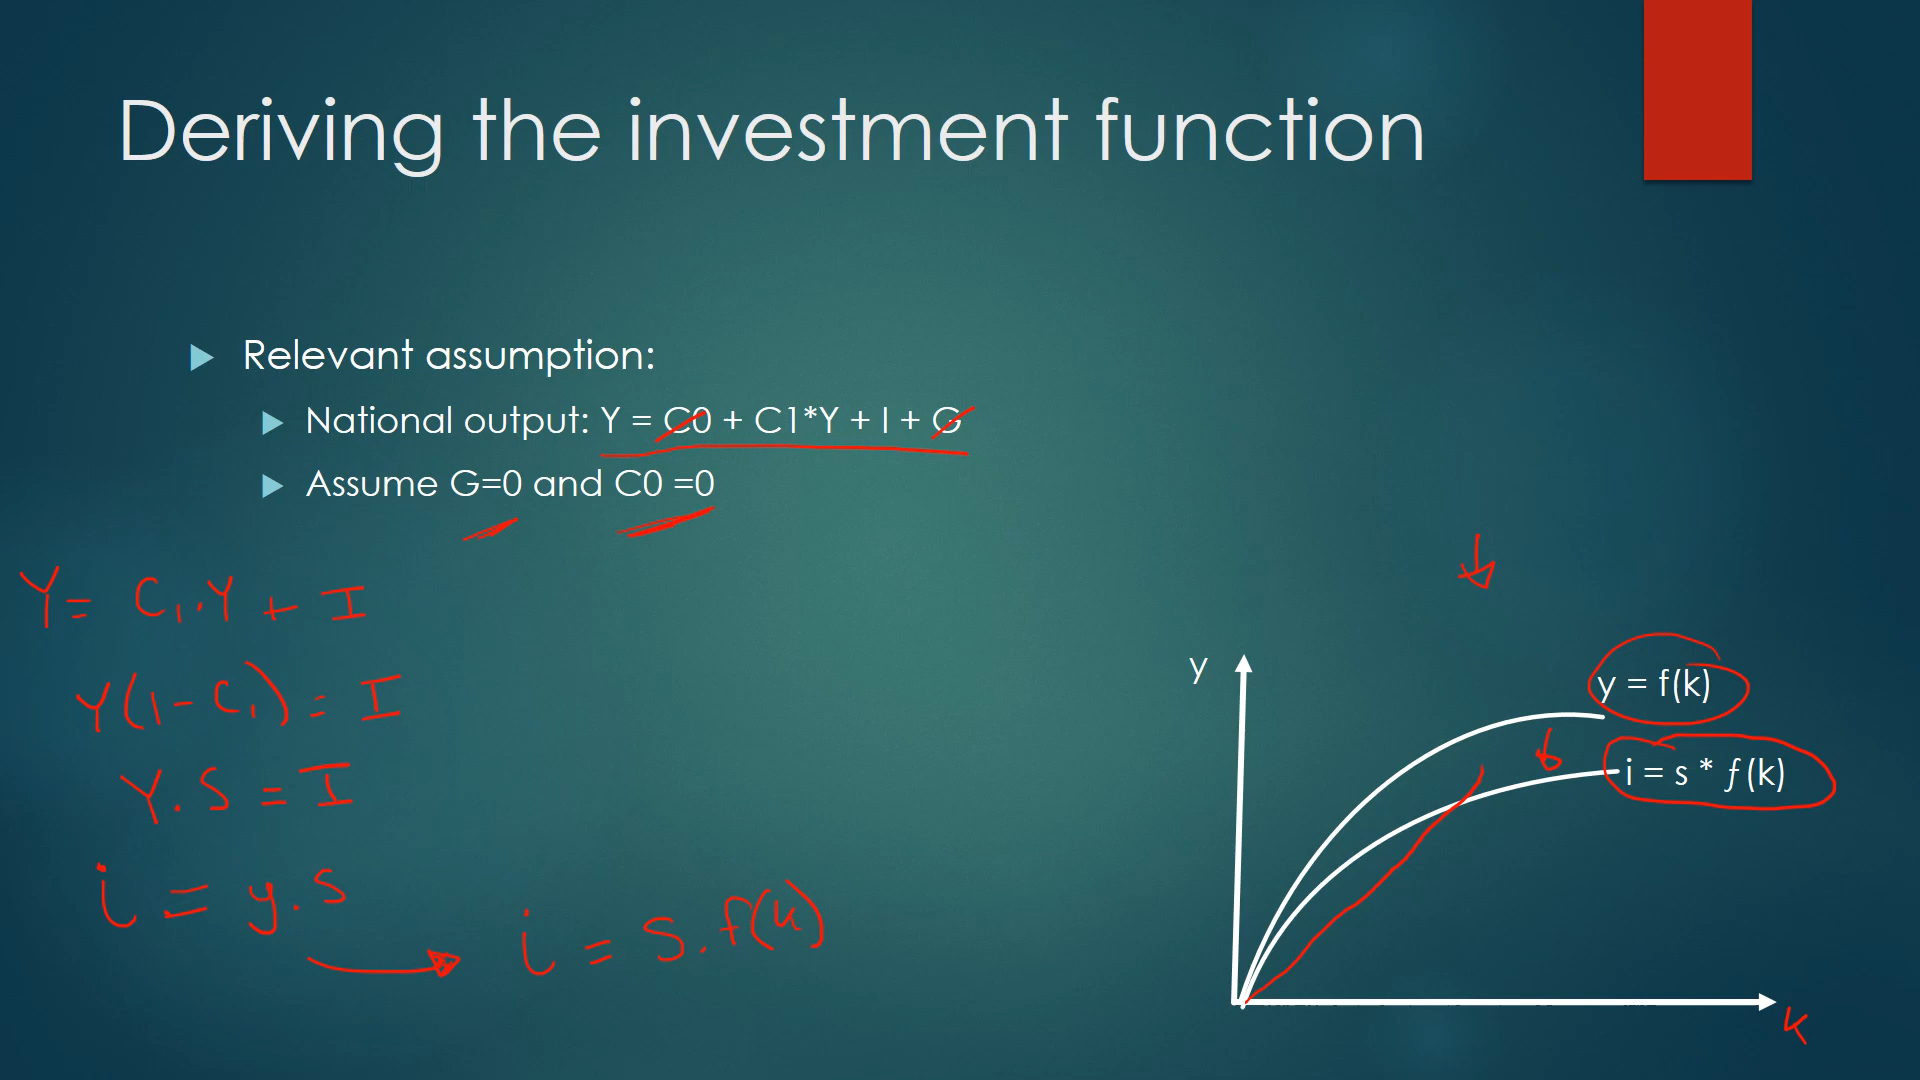 Deriving the investment function
Relevant assumption:
National output: Y = C0 + C1*Y + I + G
Assume G=0 and C0 =0
Y = C1.Y + I
Y(1-C1) = I
Y.S = I
i = y.s
i = S.f(k)
y
y = f(k)
i = s * ƒ(k)
k